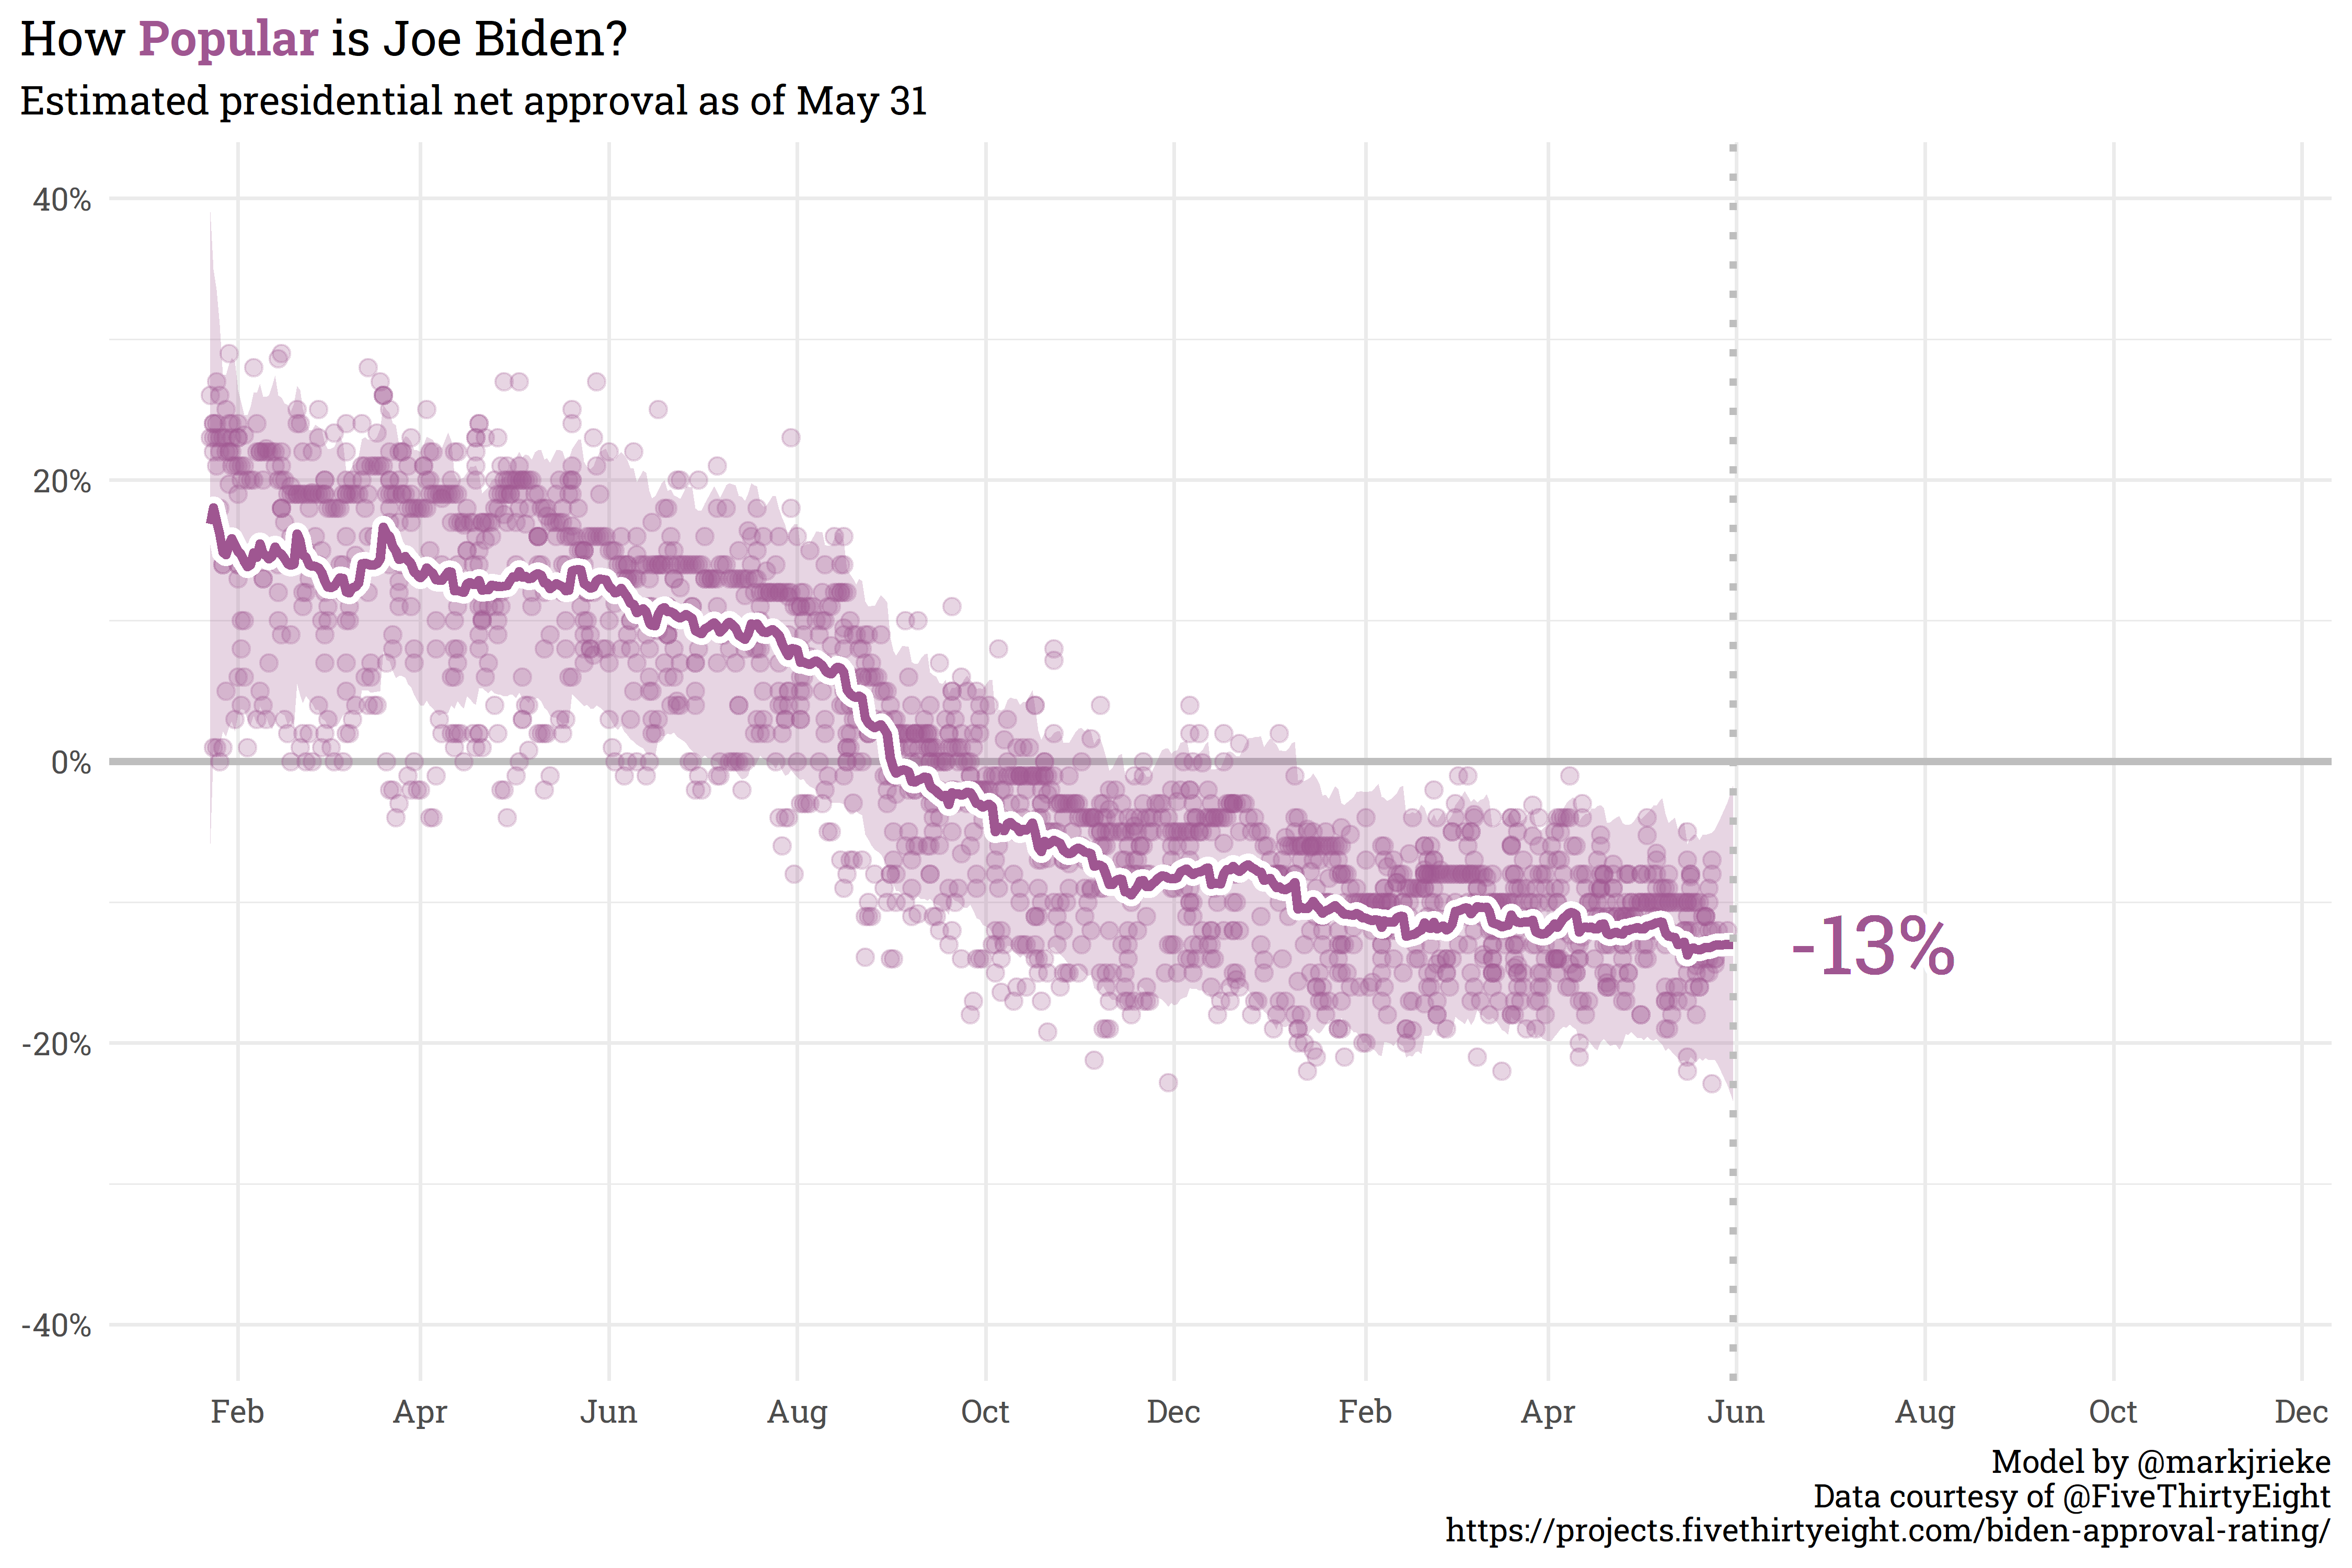 How Popular is Joe Biden?
Estimated presidential net approval as of May 31
40%
20%
0%
-20%
-40%
-13%
Feb Apr Jun Aug Oct Dec Feb Apr Jun Aug Oct Dec
Model by @markjrieke
Data courtesy of @FiveThirtyEight
https://projects.fivethirtyeight.com/biden-approval-rating/